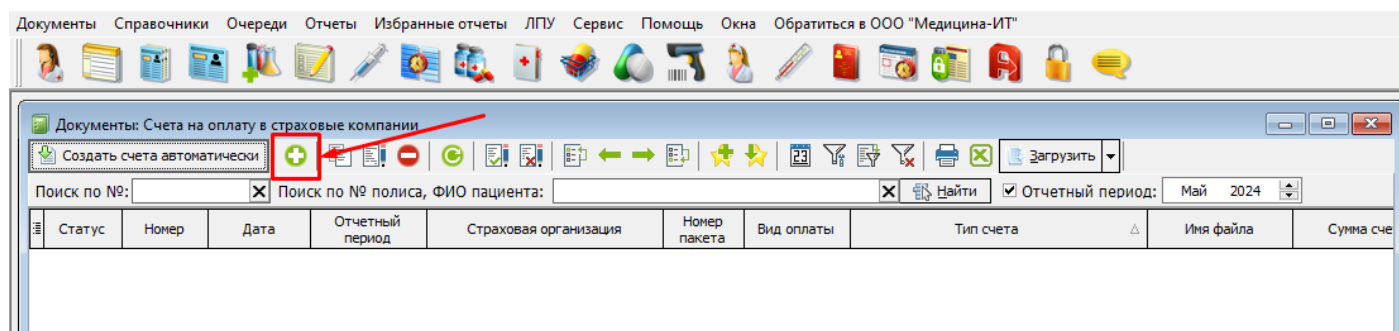 Документы Справочники Очереди Отчеты Избранные отчеты ЛПУ Сервис Помощь Окна Обратиться в ООО "Медицина-ИТ"
Документы: Счета на оплату в страховые компании
Создать счета автоматически 23 Загрузить
Поиск по №: Поиск по № полиса, ФИО пациента: Найти Отчетный период: Май 2024
Статус Номер Дата Отчетный период Страховая организация Номер пакета Вид оплаты Тип счета Имя файла Сумма сче